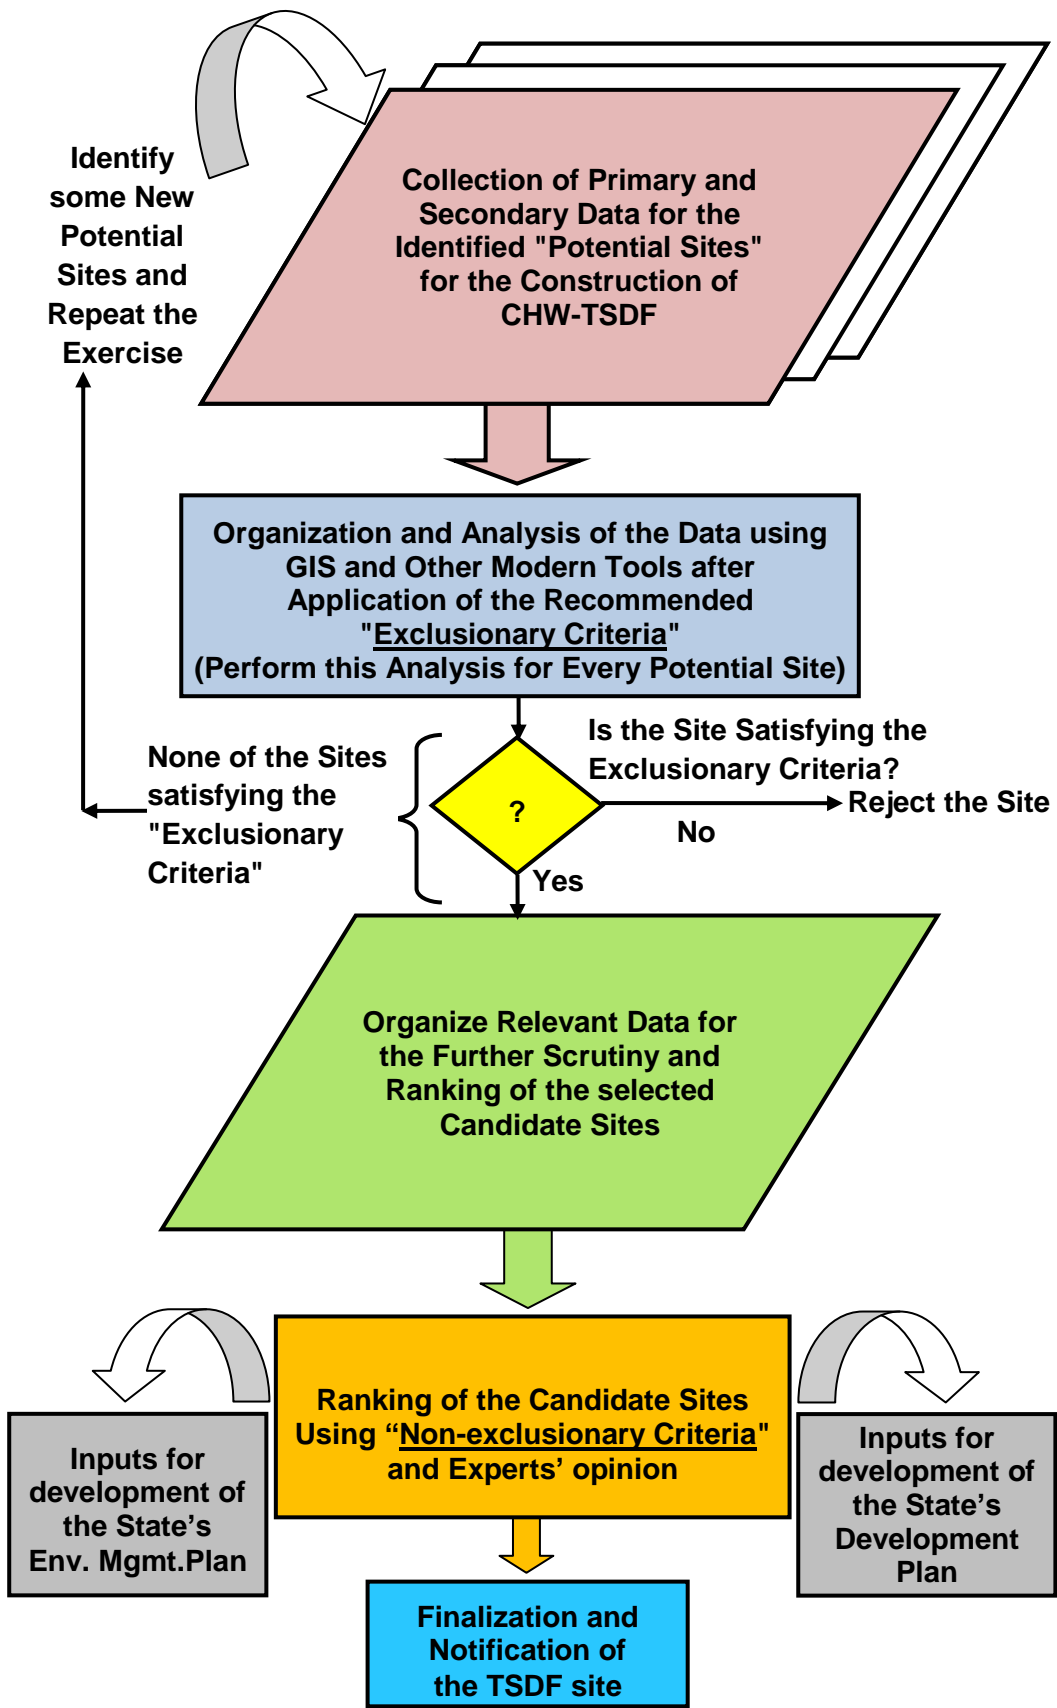 Identify
some New
Potential
Sites and
Repeat the
Exercise
Collection of Primary and
Secondary Data for the
Identified "Potential Sites"
for the Construction of
CHW-TSDF
Organization and Analysis of the Data using
GIS and Other Modern Tools after
Application of the Recommended
"Exclusionary Criteria"
(Perform this Analysis for Every Potential Site)
None of the Sites
satisfying the
"Exclusionary
Criteria"
?
Is the Site Satisfying the
Exclusionary Criteria?
Reject the Site
No
Yes
Organize Relevant Data for
the Further Scrutiny and
Ranking of the selected
Candidate Sites
Ranking of the Candidate Sites
Using “Non-exclusionary Criteria"
and Experts’ opinion
Inputs for
development of
the State’s
Env. Mgmt.Plan
Inputs for
development of
the State’s
Development
Plan
Finalization and
Notification of
the TSDF site